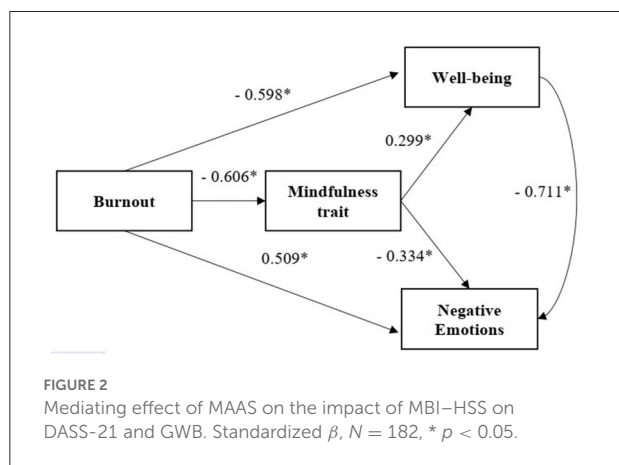 Well-being
- 0.598*
0.299*
- 0.606*
Burnout
Mindfulness
trait
- 0.711*
0.509*
- 0.334*
Negative
Emotions
FIGURE 2
Mediating effect of MAAS on the impact of MBI–HSS on
DASS-21 and GWB. Standardized β, N = 182, * p < 0.05.